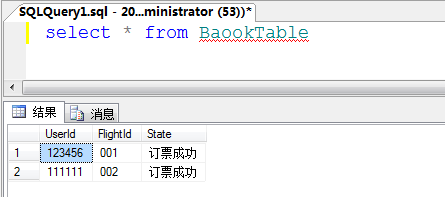 SQLQuery1.sql - 20...ministrator (53))*
select * from BaookTable
结果 消息
UserId FlightId State
1 123456 001 订票成功
2 111111 002 订票成功